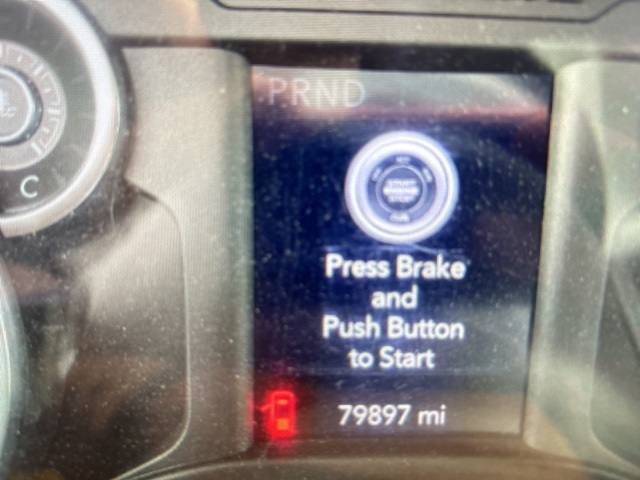 PRND
C
Press Brake
and
Push Button
to Start
79897 mi